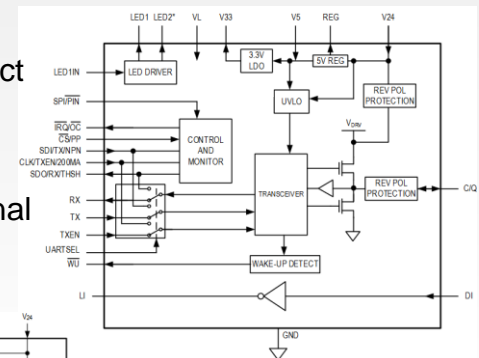 LED1 LED2* VL V33 V5 REG V24
3.3V
LDO
5V REG
LED1IN
LED DRIVER
ect
REV POL
PROTECTION
SPI/PIN
UVLO
IRQ/OC
CS/PP
SDI/TX/NPN
CLK/TXEN/200MA
SDO/RX/THSH
CONTROL
AND
MONITOR
VDRV
TRANSCEIVER
REV POL
PROTECTION
C/Q
nal
RX
TX
TXEN
UARTSEL
WU
WAKE-UP DETECT
LI
DI
GND
V24